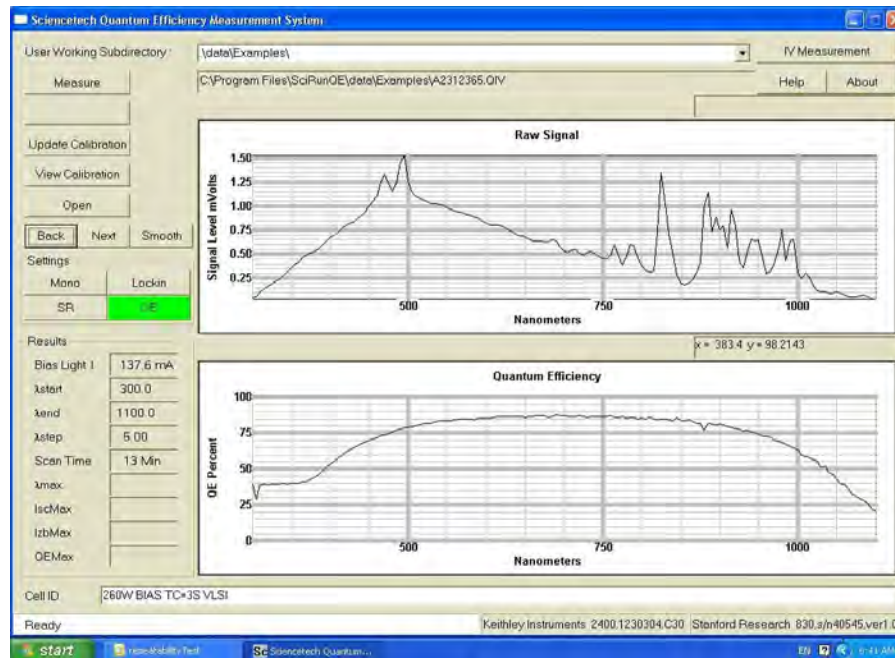 Sciencetech Quantum Efficiency Measurement System
User Working Subdirectory :
.\data\Examples\
IV Measurement
Measure
C:\Program Files\SciRunQE\data\Examples\A2312365.QIV
Help
About
Update Calibration
View Calibration
Open
Back
Next
Smooth
Settings
Mono
Lockin
SR
QE
Raw Signal
Signal Level mVolts
1.50
1.25
1.00
0.75
0.50
0.25
500
750
1000
Nanometers
x = 383.4 y = 98.2143
Results
Bias Light I
137.6 mA
λstart
300.0
λend
1100.0
λstep
5.00
Scan Time
13 Min
λmax
IscMax
IzbMax
QEMax
Quantum Efficiency
QE Percent
100
75
50
25
0
500
750
1000
Nanometers
Cell ID
260W BIAS TC=3S VLSI
Ready
Keithley Instruments 2400.1230304.C30
Stanford Research 830,s/n40545,ver1.0
start
repeatability Test
Sc Sciencetech Quantum...
EN